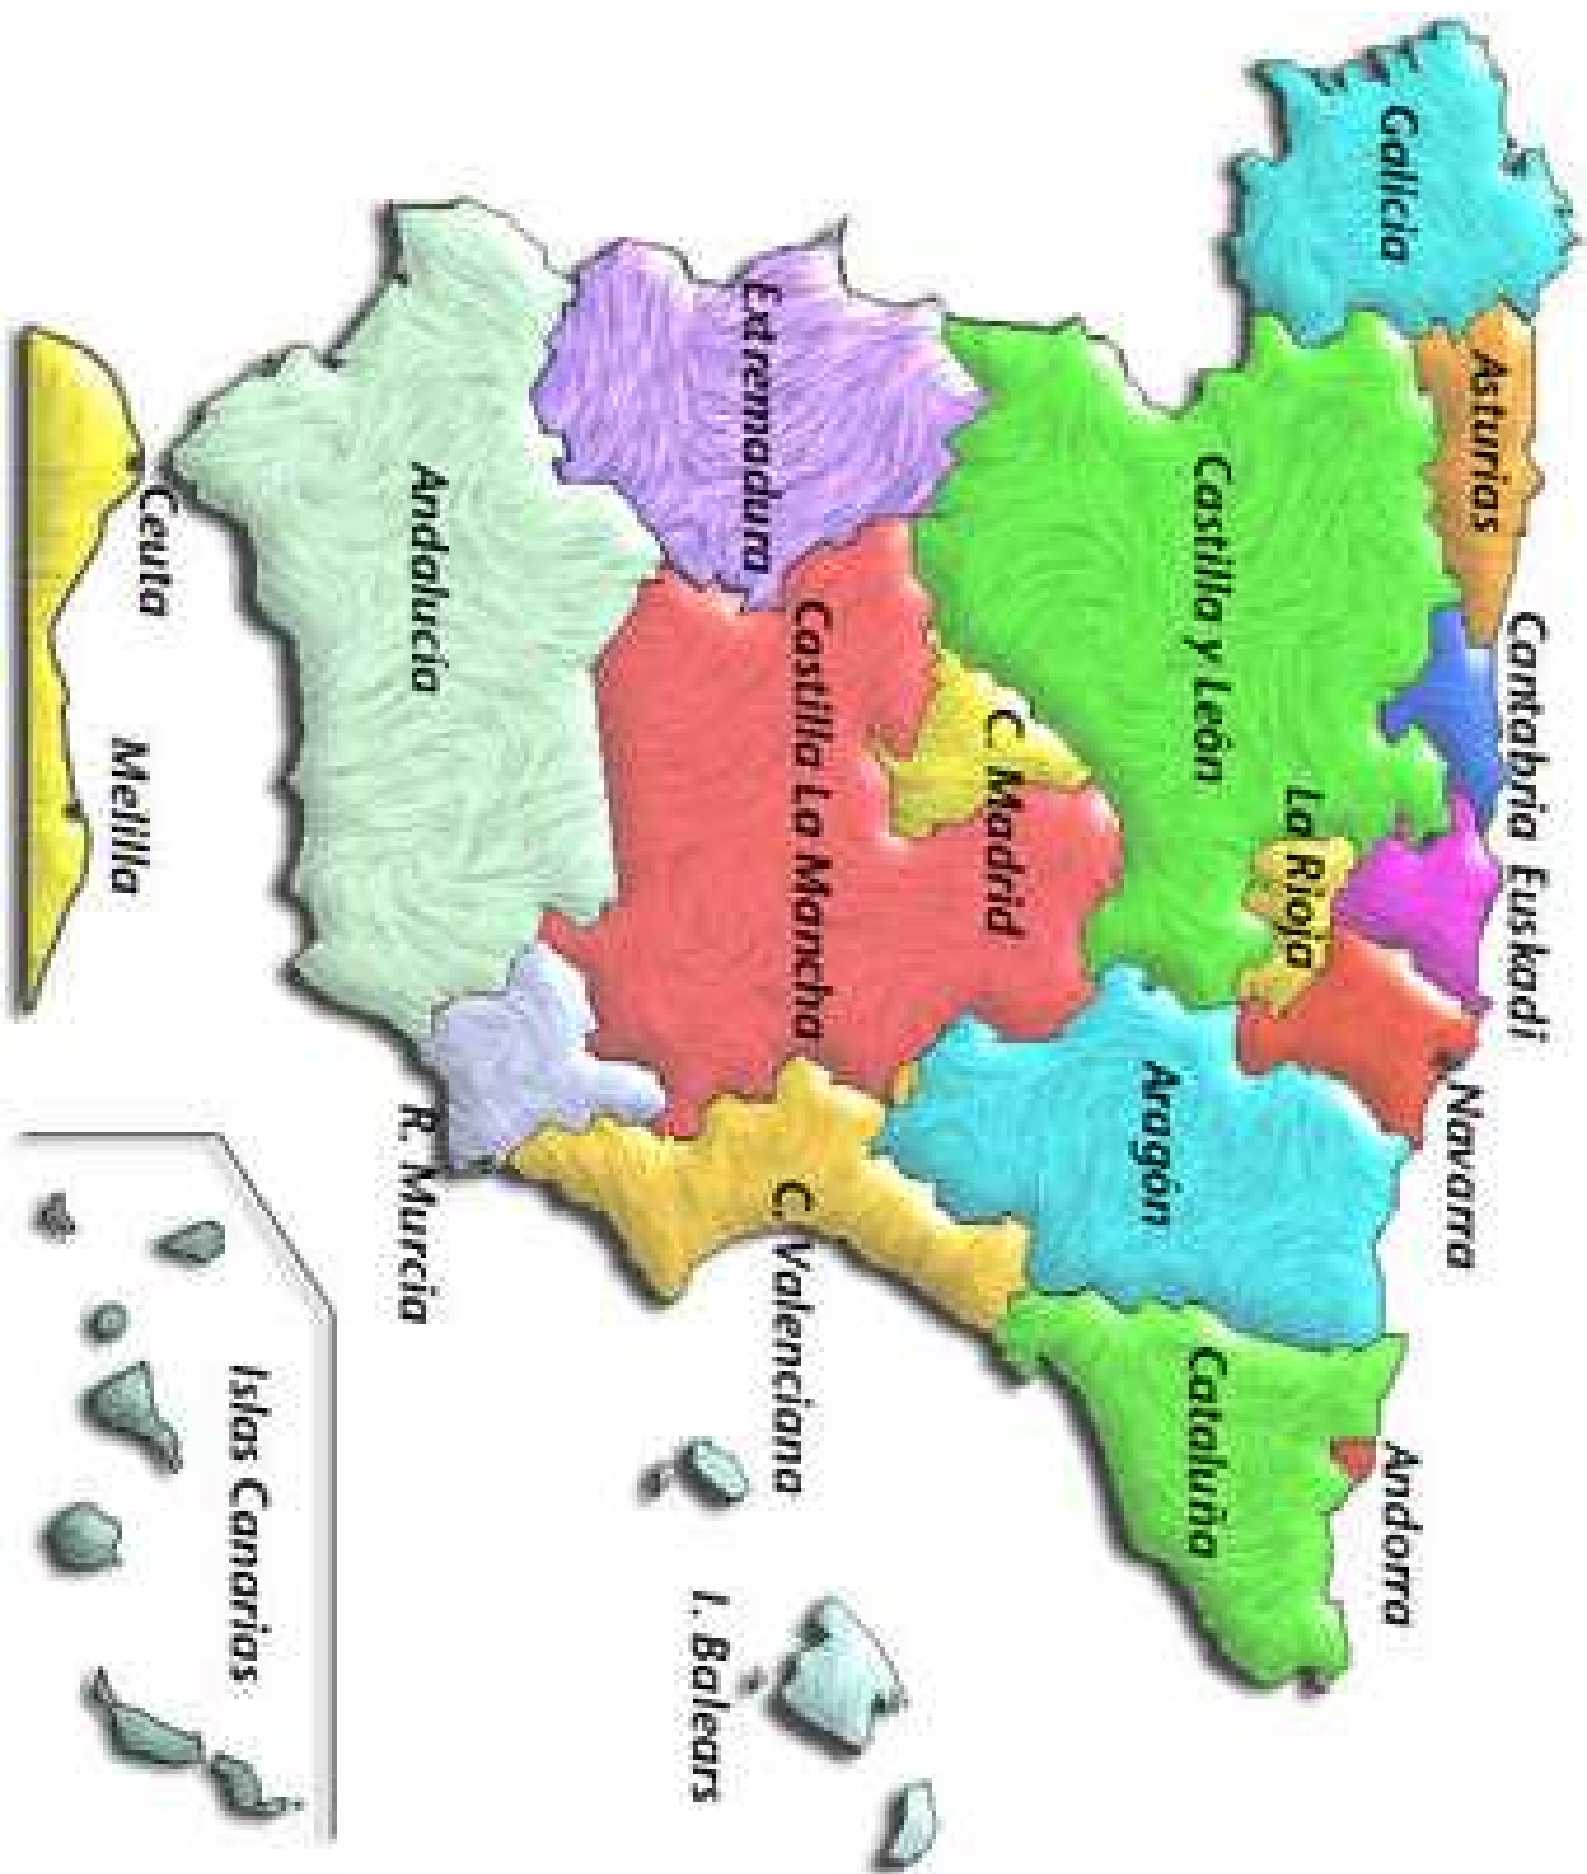 Cantabria Euskadi
Asturias
Navarra
Galicia
Andorra
La Rioja
Castilla y León
Cataluña
Aragón
C. Madrid
Castilla La Mancha
C. Valenciana
Extremadura
I. Balears
Andalucía
R. Murcia
Islas Canarias
Ceuta
Melilla